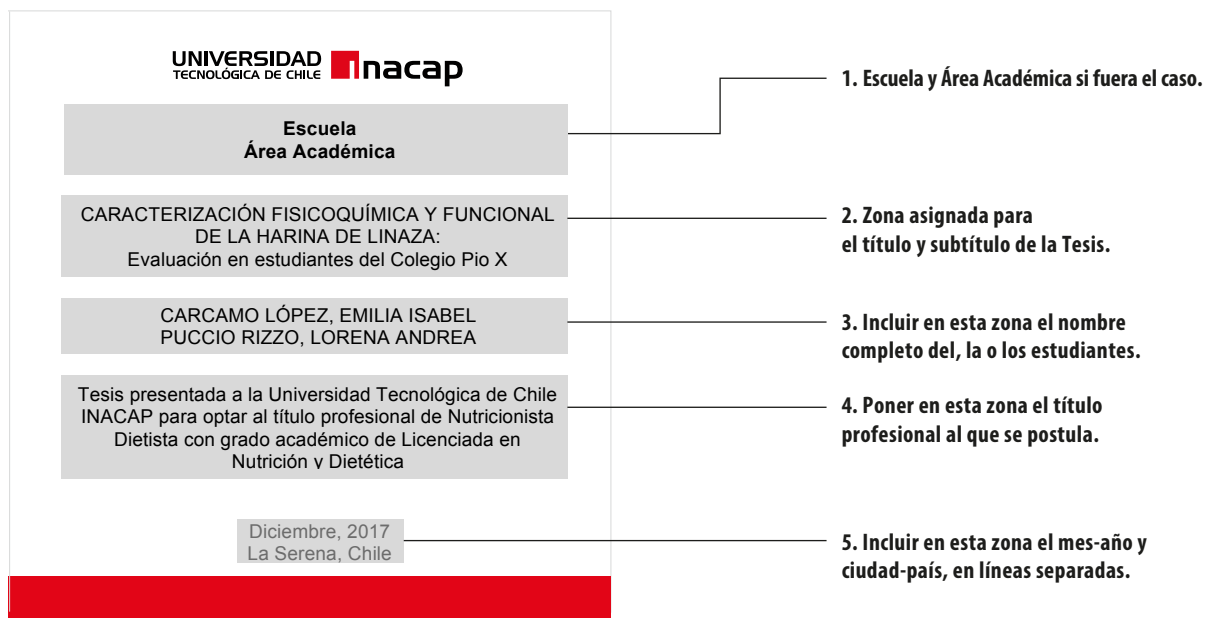 UNIVERSIDAD
TECNOLÓGICA DE CHILE
inacap
Escuela
Área Académica
1. Escuela y Área Académica si fuera el caso.
CARACTERIZACIÓN FISICOQUÍMICA Y FUNCIONAL
DE LA HARINA DE LINAZA:
Evaluación en estudiantes del Colegio Pio X
2. Zona asignada para
el título y subtítulo de la Tesis.
CARCAMO LÓPEZ, EMILIA ISABEL
PUCCIO RIZZO, LORENA ANDREA
3. Incluir en esta zona el nombre
completo del, la o los estudiantes.
Tesis presentada a la Universidad Tecnológica de Chile
INACAP para optar al título profesional de Nutricionista
Dietista con grado académico de Licenciada en
Nutrición y Dietética
4. Poner en esta zona el título
profesional al que se postula.
Diciembre, 2017
La Serena, Chile
5. Incluir en esta zona el mes-año y
ciudad-país, en líneas separadas.